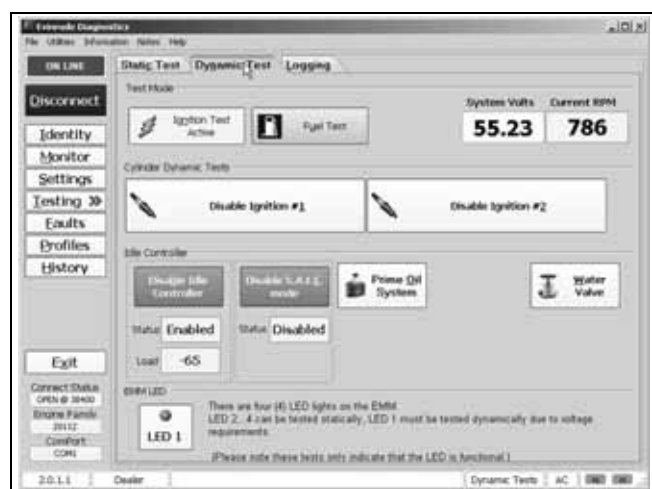 Evinrude Diagnostics
File Utilities Information Notes Help
ON LINE
Static Test Dynamic Test Logging
Disconnect
Test Mode
Ignition Test Active
Fuel Test
System Volts Current RPM
55.23 786
Identity
Monitor
Settings
Testing
Faults
Profiles
History
Cylinder Dynamic Tests
Disable Ignition #1 Disable Ignition #2
Idle Controller
Disable Idle Controller
Disable S.A.F.E. mode
Prime Oil System
Water Valve
Status Enabled
Status Disabled
Load -65
Exit
Connect Status
OPEN @ 38400
Engine Family
ComPort
COM1
EMM LED
LED 1
There are four (4) LED lights on the EMM.
LED 2...4 can be tested statically, LED 1 must be tested dynamically due to voltage
requirements.
(Please note these tests only indicate that the LED is functional.)
2.0.1.1 Dealer Dynamic Tests AC